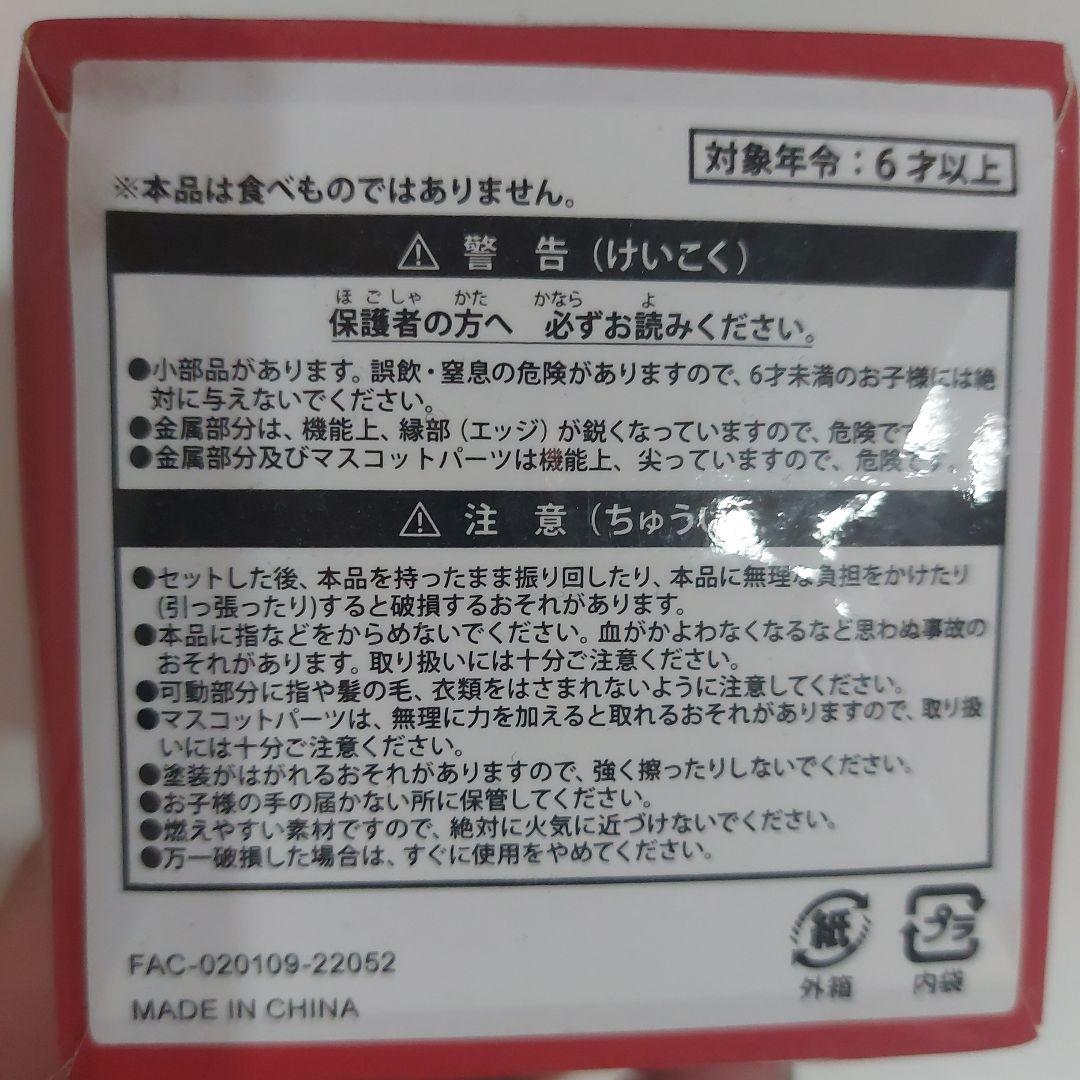 対象年令：6才以上
※本品は食べものではありません。
⚠ 警 告（けいこく）
ほごしゃ かた かなら よ
保護者の方へ 必ずお読みください。
●小部品があります。誤飲・窒息の危険がありますので、6才未満のお子様には絶
対に与えないでください。
●金属部分は、機能上、縁部（エッジ）が鋭くなっていますので、危険です
●金属部分及びマスコットパーツは機能上、尖っていますので、危険です。
⚠ 注 意（ちゅうい
●セットした後、本品を持ったまま振り回したり、本品に無理な負担をかけたり
(引っ張ったり)すると破損するおそれがあります。
●本品に指などをからめないでください。血がかよわなくなるなど思わぬ事故の
おそれがあります。取り扱いには十分ご注意ください。
●可動部分に指や髪の毛、衣類をはさまれないように注意してください。
●マスコットパーツは、無理に力を加えると取れるおそれがありますので、取り扱
いには十分ご注意ください。
●塗装がはがれるおそれがありますので、強く擦ったりしないでください。
●お子様の手の届かない所に保管してください。
●燃えやすい素材ですので、絶対に火気に近づけないでください。
●万一破損した場合は、すぐに使用をやめてください。
紙 プラ
外箱 内袋
FAC-020109-22052
MADE IN CHINA